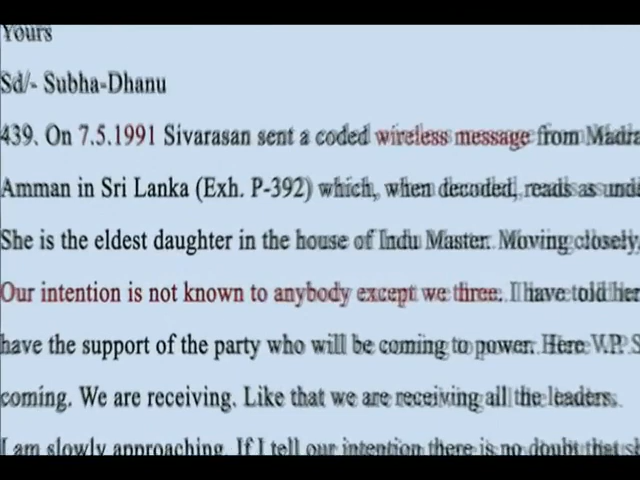 Yours
Sd/- Subha-Dhanu
439. On 7.5.1991 Sivarasan sent a coded wireless message from
Amman in Sri Lanka (Exh. P-392) which, when decoded, reads as
She is the eldest daughter in the house of Indu Master. Moving closely,
Our intention is not known to anybody except we three. I have told her
have the support of the party who will be coming to power. Here V.P.
coming. We are receiving. Like that we are receiving all the leaders.
I am slowly approaching. If I tell our intention there is no doubt that